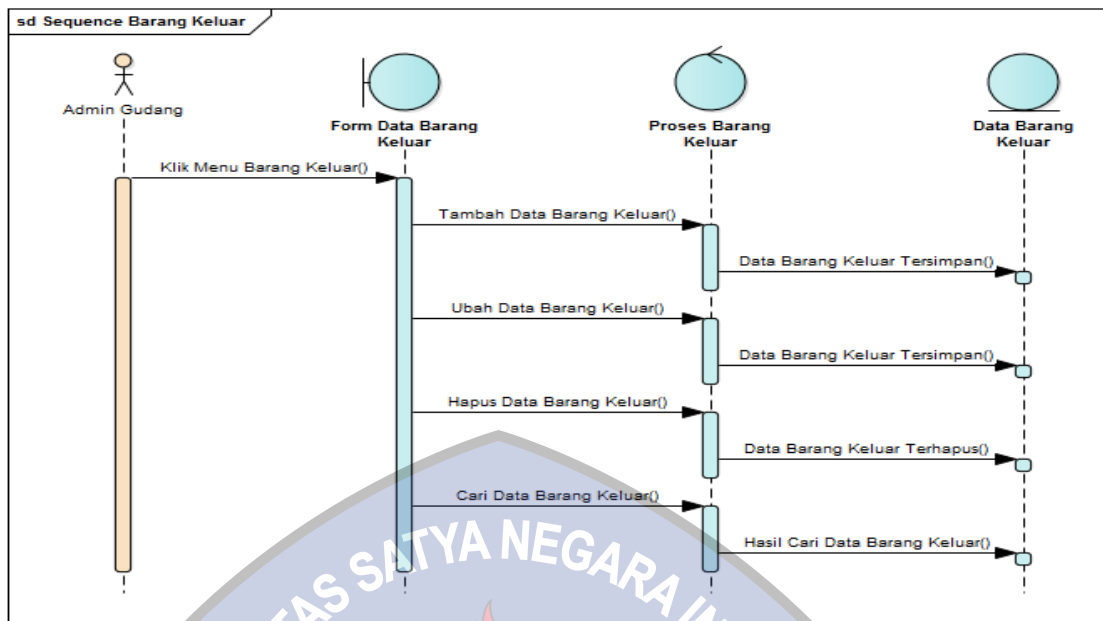 sd Sequence Barang Keluar
Admin Gudang
Form Data Barang
Keluar
Proses Barang
Keluar
Data Barang
Keluar
Klik Menu Barang Keluar()
Tambah Data Barang Keluar()
Data Barang Keluar Tersimpan()
Ubah Data Barang Keluar()
Data Barang Keluar Tersimpan()
Hapus Data Barang Keluar()
Data Barang Keluar Terhapus()
Cari Data Barang Keluar()
Hasil Cari Data Barang Keluar()
SATYA NEGARA